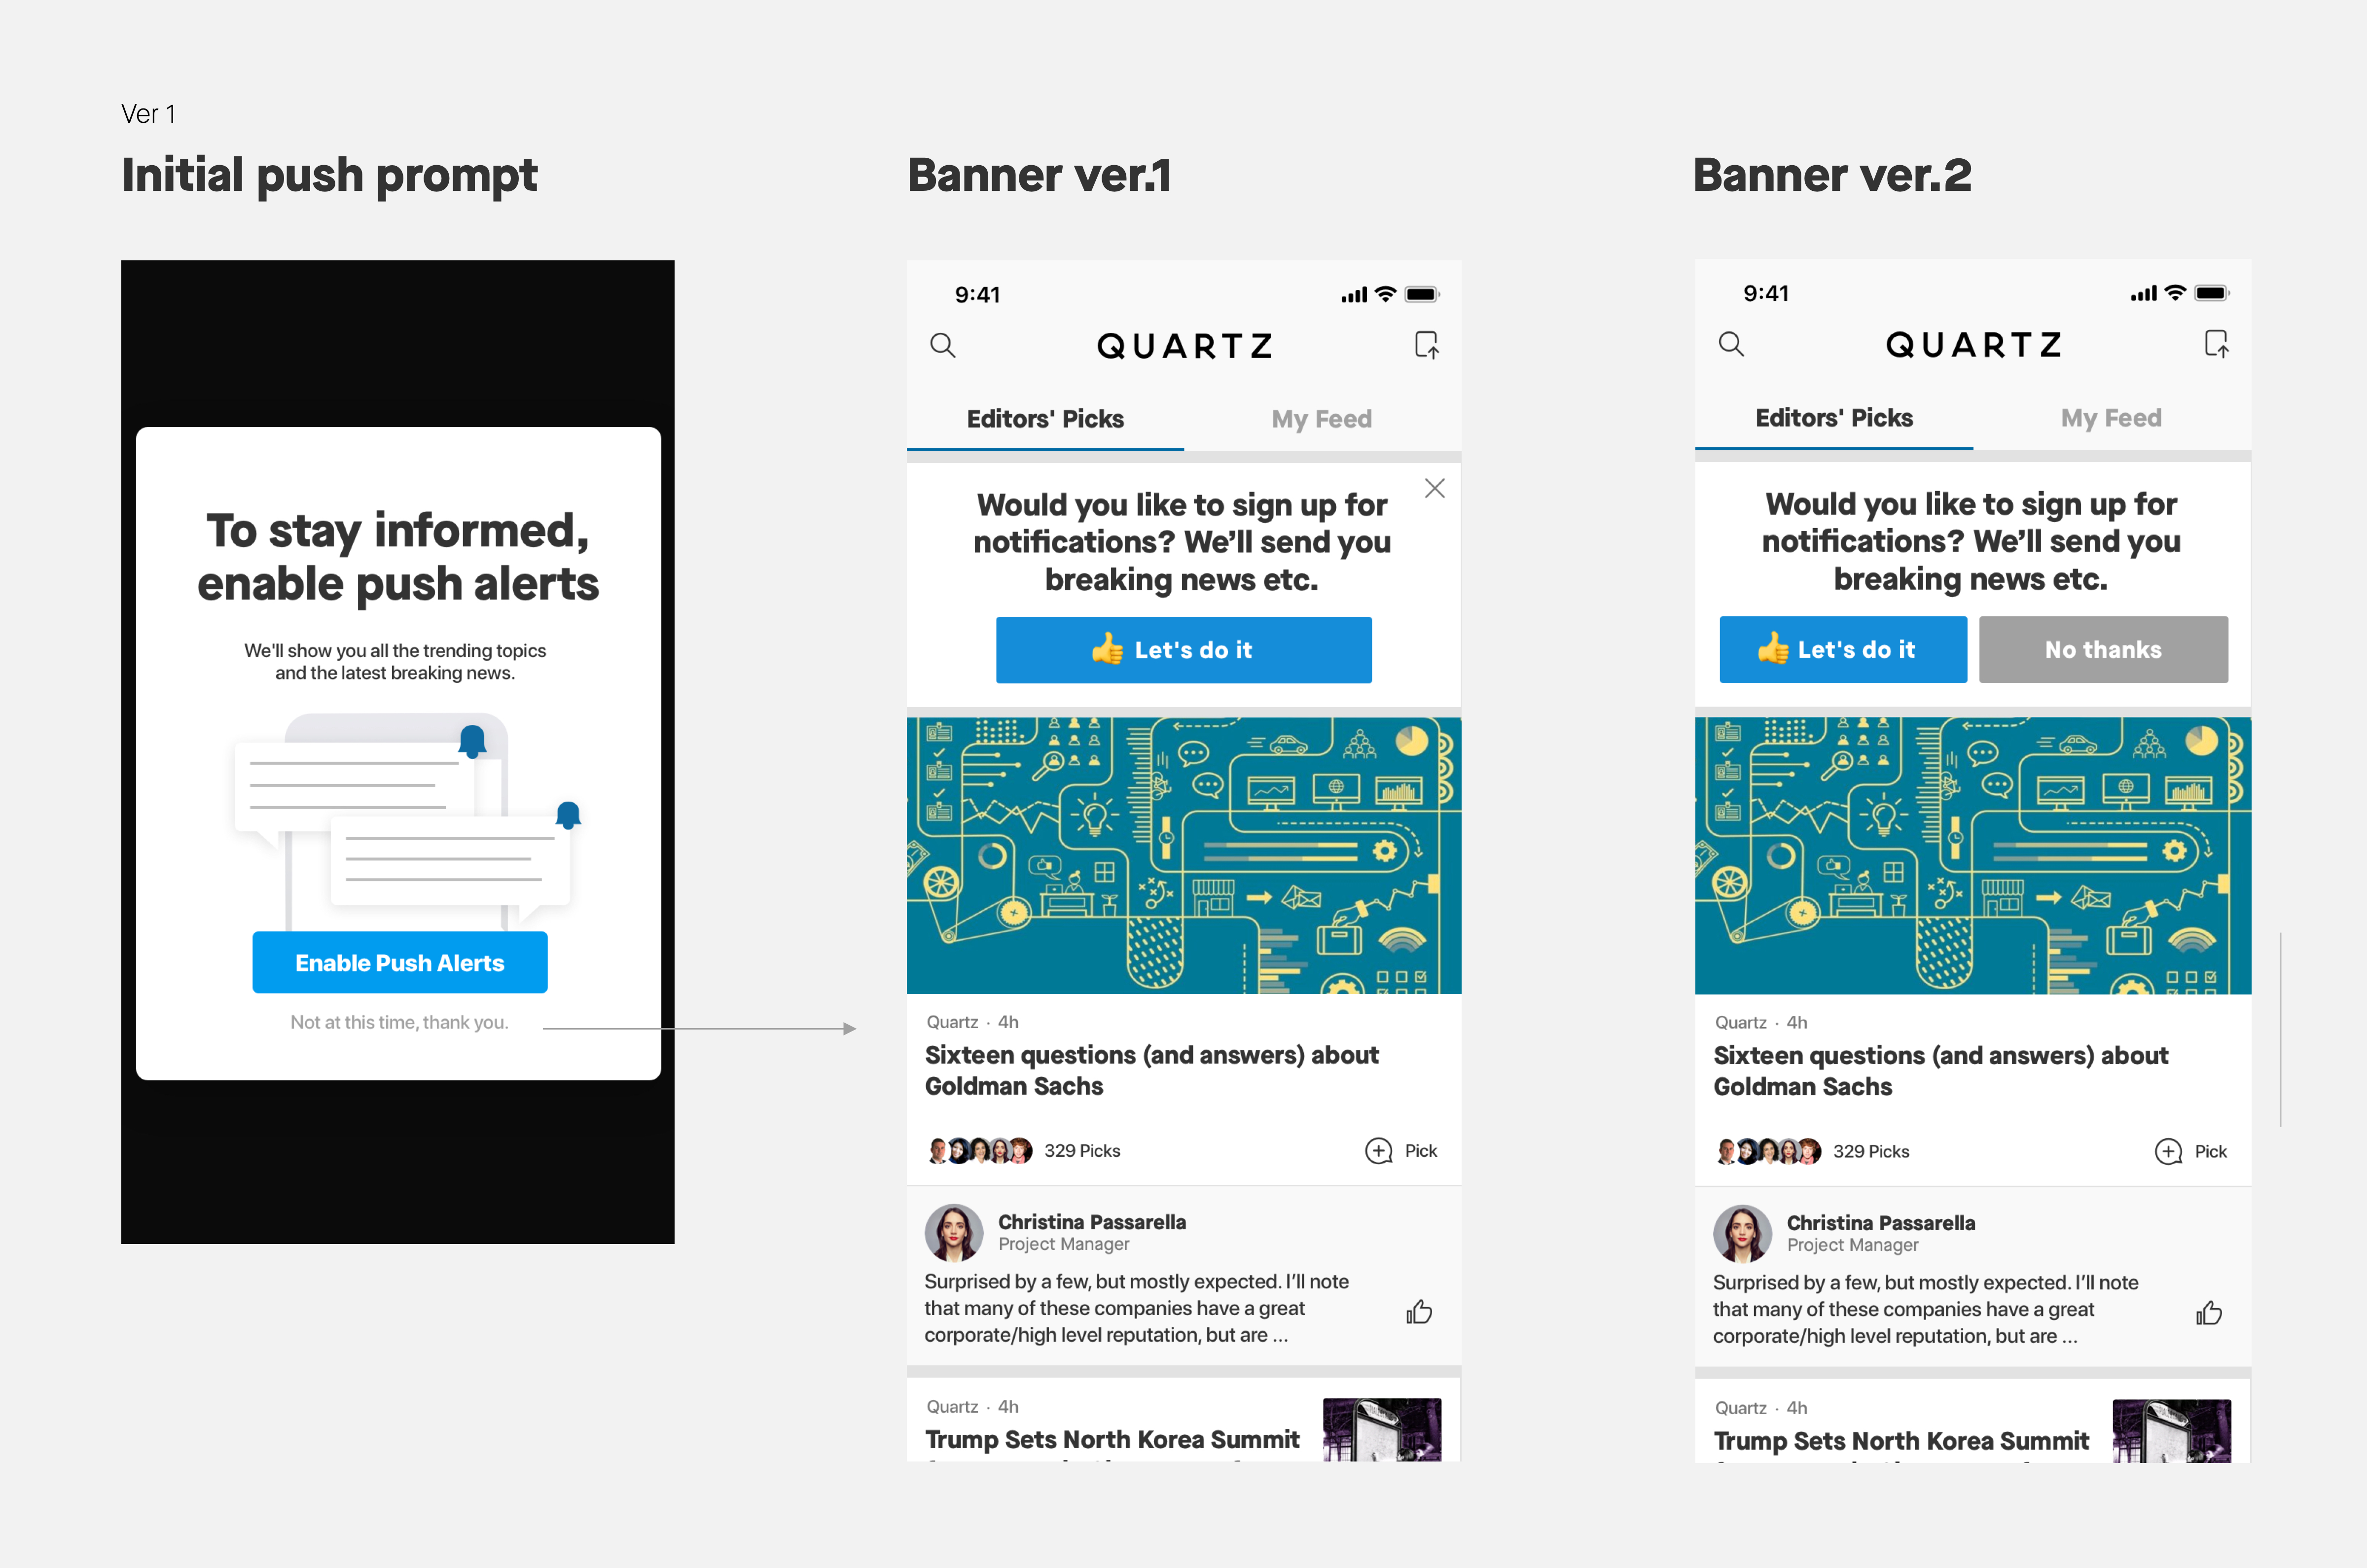 Ver 1
Initial push prompt
To stay informed,
enable push alerts
We'll show you all the trending topics
and the latest breaking news.
Enable Push Alerts
Not at this time, thank you.
Banner ver.1
9:41
QUARTZ
Editors' Picks
My Feed
Would you like to sign up for
notifications? We’ll send you
breaking news etc.
👍 Let's do it
Quartz · 4h
Sixteen questions (and answers) about
Goldman Sachs
329 Picks
Pick
Christina Passarella
Project Manager
Surprised by a few, but mostly expected. I’ll note
that many of these companies have a great
corporate/high level reputation, but are ...
Quartz · 4h
Trump Sets North Korea Summit
Banner ver.2
9:41
QUARTZ
Editors' Picks
My Feed
Would you like to sign up for
notifications? We’ll send you
breaking news etc.
👍 Let's do it
No thanks
Quartz · 4h
Sixteen questions (and answers) about
Goldman Sachs
329 Picks
Pick
Christina Passarella
Project Manager
Surprised by a few, but mostly expected. I’ll note
that many of these companies have a great
corporate/high level reputation, but are ...
Quartz · 4h
Trump Sets North Korea Summit